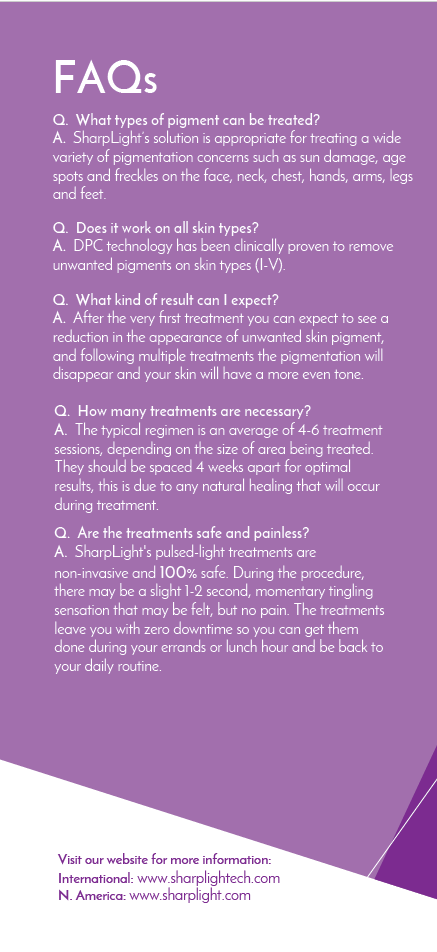 FAQs
Q. What types of pigment can be treated?
A. SharpLight's solution is appropriate for treating a wide
variety of pigmentation concerns such as sun damage, age
spots and freckles on the face, neck, chest, hands, arms, legs
and feet.
Q. Does it work on all skin types?
A. DPC technology has been clinically proven to remove
unwanted pigments on skin types (I-V).
Q. What kind of result can I expect?
A. After the very first treatment you can expect to see a
reduction in the appearance of unwanted skin pigment,
and following multiple treatments the pigmentation will
disappear and your skin will have a more even tone.
Q. How many treatments are necessary?
A. The typical regimen is an average of 4-6 treatment
sessions, depending on the size of area being treated.
They should be spaced 4 weeks apart for optimal
results, this is due to any natural healing that will occur
during treatment.
Q. Are the treatments safe and painless?
A. SharpLight's pulsed-light treatments are
non-invasive and 100% safe. During the procedure,
there may be a slight 1-2 second, momentary tingling
sensation that may be felt, but no pain. The treatments
leave you with zero downtime so you can get them
done during your errands or lunch hour and be back to
your daily routine.
Visit our website for more information:
International: www.sharplightech.com
N. America: www.sharplight.com